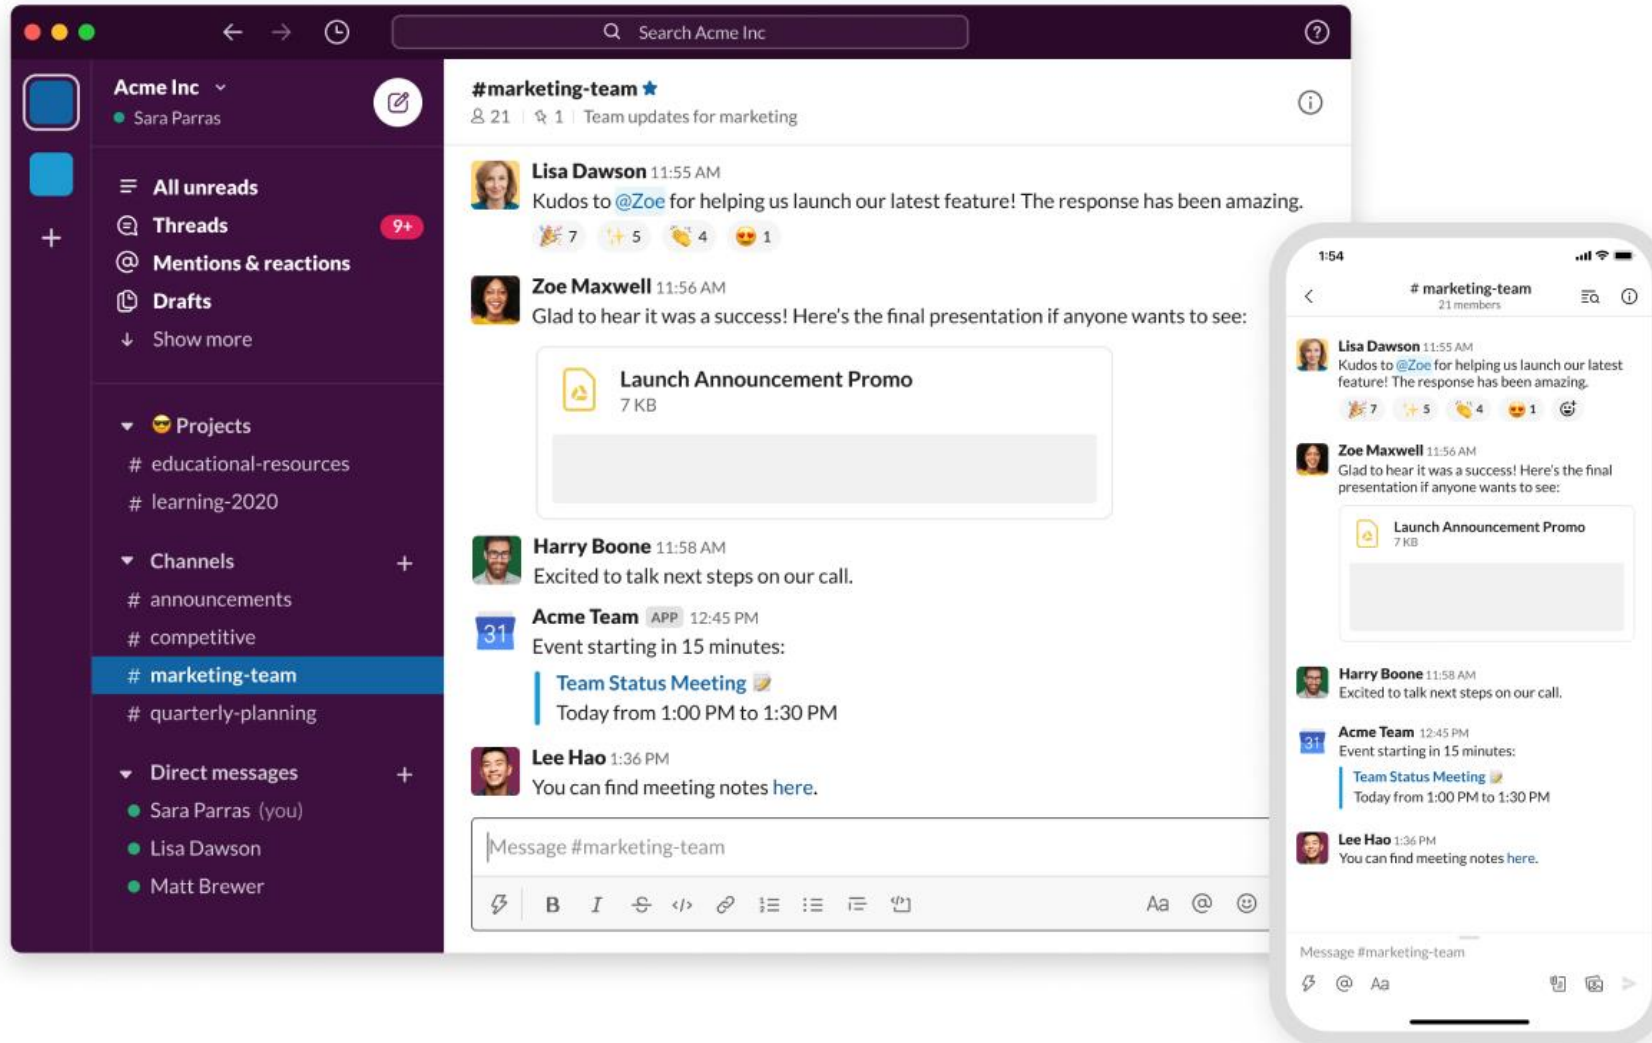 Search Acme Inc
Acme Inc
Sara Parras
All unreads
Threads 9+
Mentions & reactions
Drafts
Show more
Projects
# educational-resources
# learning-2020
Channels
# announcements
# competitive
# marketing-team
# quarterly-planning
Direct messages
Sara Parras (you)
Lisa Dawson
Matt Brewer
#marketing-team
21 | 1 | Team updates for marketing
Lisa Dawson 11:55 AM
Kudos to @Zoe for helping us launch our latest feature! The response has been amazing.
7 5 4 1
Zoe Maxwell 11:56 AM
Glad to hear it was a success! Here's the final presentation if anyone wants to see:
Launch Announcement Promo
7 KB
Harry Boone 11:58 AM
Excited to talk next steps on our call.
31 Acme Team APP 12:45 PM
Event starting in 15 minutes:
Team Status Meeting
Today from 1:00 PM to 1:30 PM
Lee Hao 1:36 PM
You can find meeting notes here.
Message #marketing-team
B I S </> Aa @
1:54
# marketing-team
21 members
Lisa Dawson 11:55 AM
Kudos to @Zoe for helping us launch our latest
feature! The response has been amazing.
7 5 4 1
Zoe Maxwell 11:56 AM
Glad to hear it was a success! Here's the final
presentation if anyone wants to see:
Launch Announcement Promo
7 KB
Harry Boone 11:58 AM
Excited to talk next steps on our call.
31 Acme Team 12:45 PM
Event starting in 15 minutes:
Team Status Meeting
Today from 1:00 PM to 1:30 PM
Lee Hao 1:36 PM
You can find meeting notes here.
Message #marketing-team
@ Aa